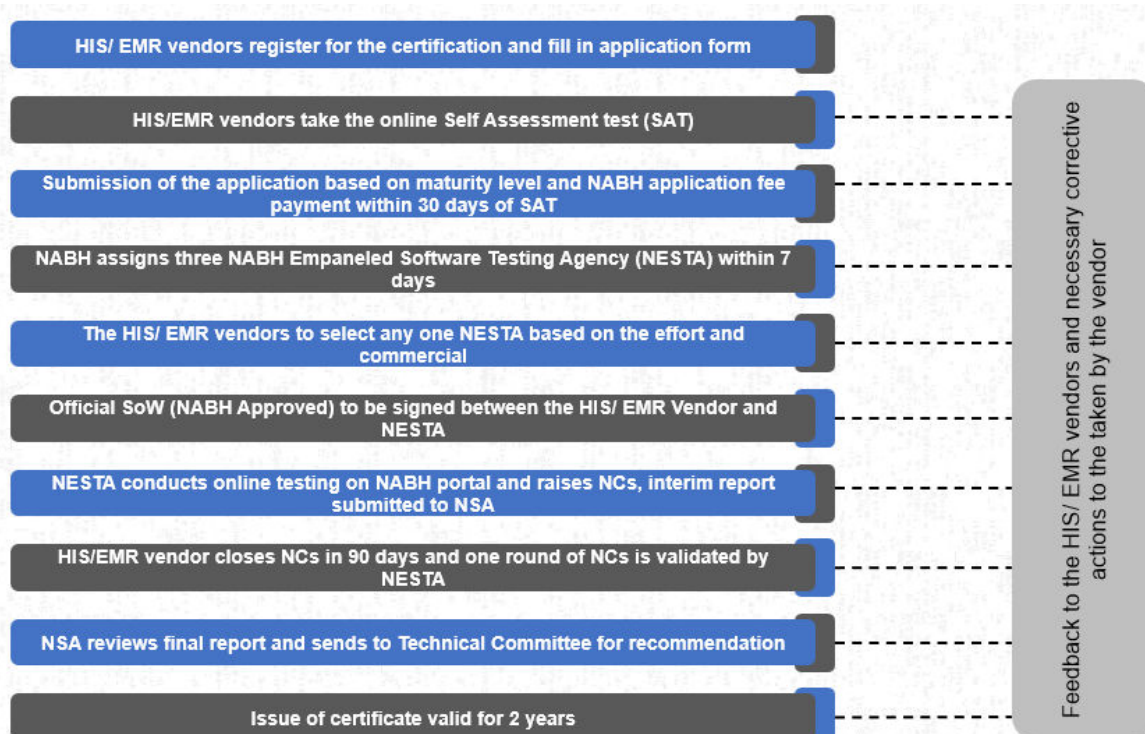 HIS/ EMR vendors register for the certification and fill in application form
HIS/EMR vendors take the online Self Assessment test (SAT)
Submission of the application based on maturity level and NABH application fee
payment within 30 days of SAT
NABH assigns three NABH Empaneled Software Testing Agency (NESTA) within 7
days
The HIS/ EMR vendors to select any one NESTA based on the effort and
commercial
Official SoW (NABH Approved) to be signed between the HIS/ EMR Vendor and
NESTA
NESTA conducts online testing on NABH portal and raises NCs, interim report
submitted to NSA
HIS/EMR vendor closes NCs in 90 days and one round of NCs is validated by
NESTA
NSA reviews final report and sends to Technical Committee for recommendation
Issue of certificate valid for 2 years
Feedback to the HIS/ EMR vendors and necessary corrective
actions to the taken by the vendor